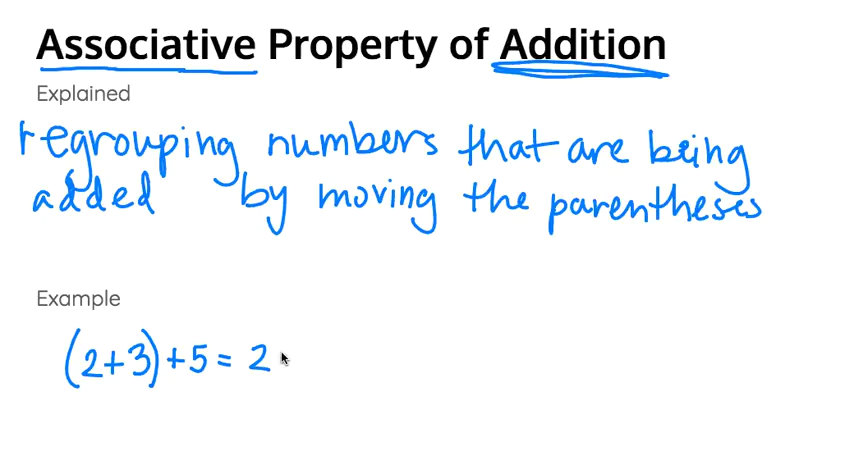 Associative Property of Addition
Explained
regrouping numbers that are being
added by moving the parentheses
Example
(2+3)+5 = 2